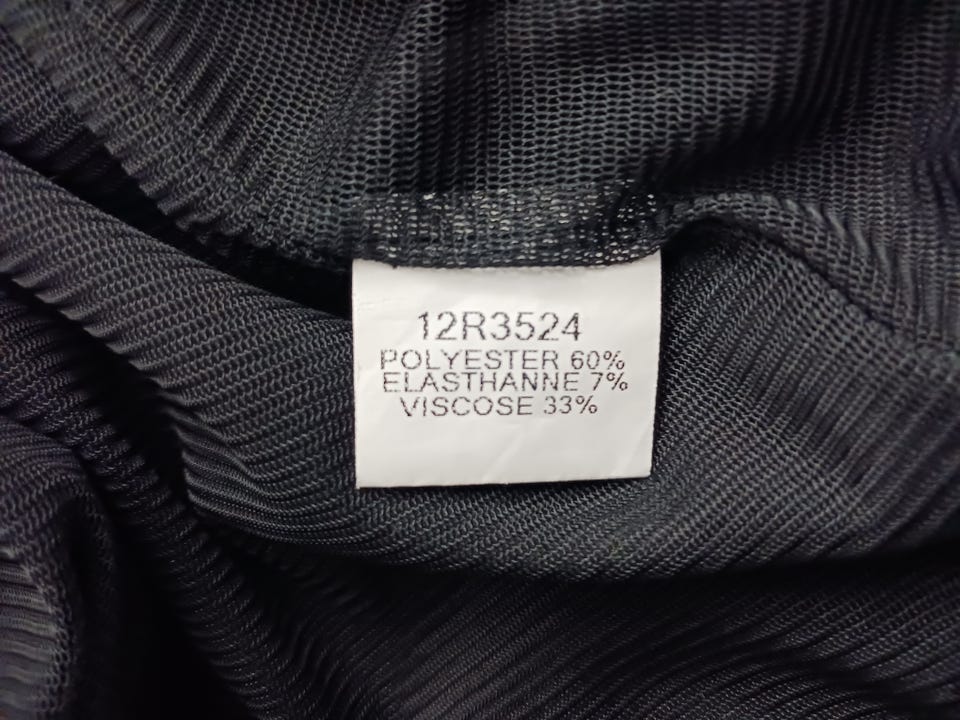 12R3524
POLYESTER 60%
ELASTHANNE 7%
VISCOSE 33%